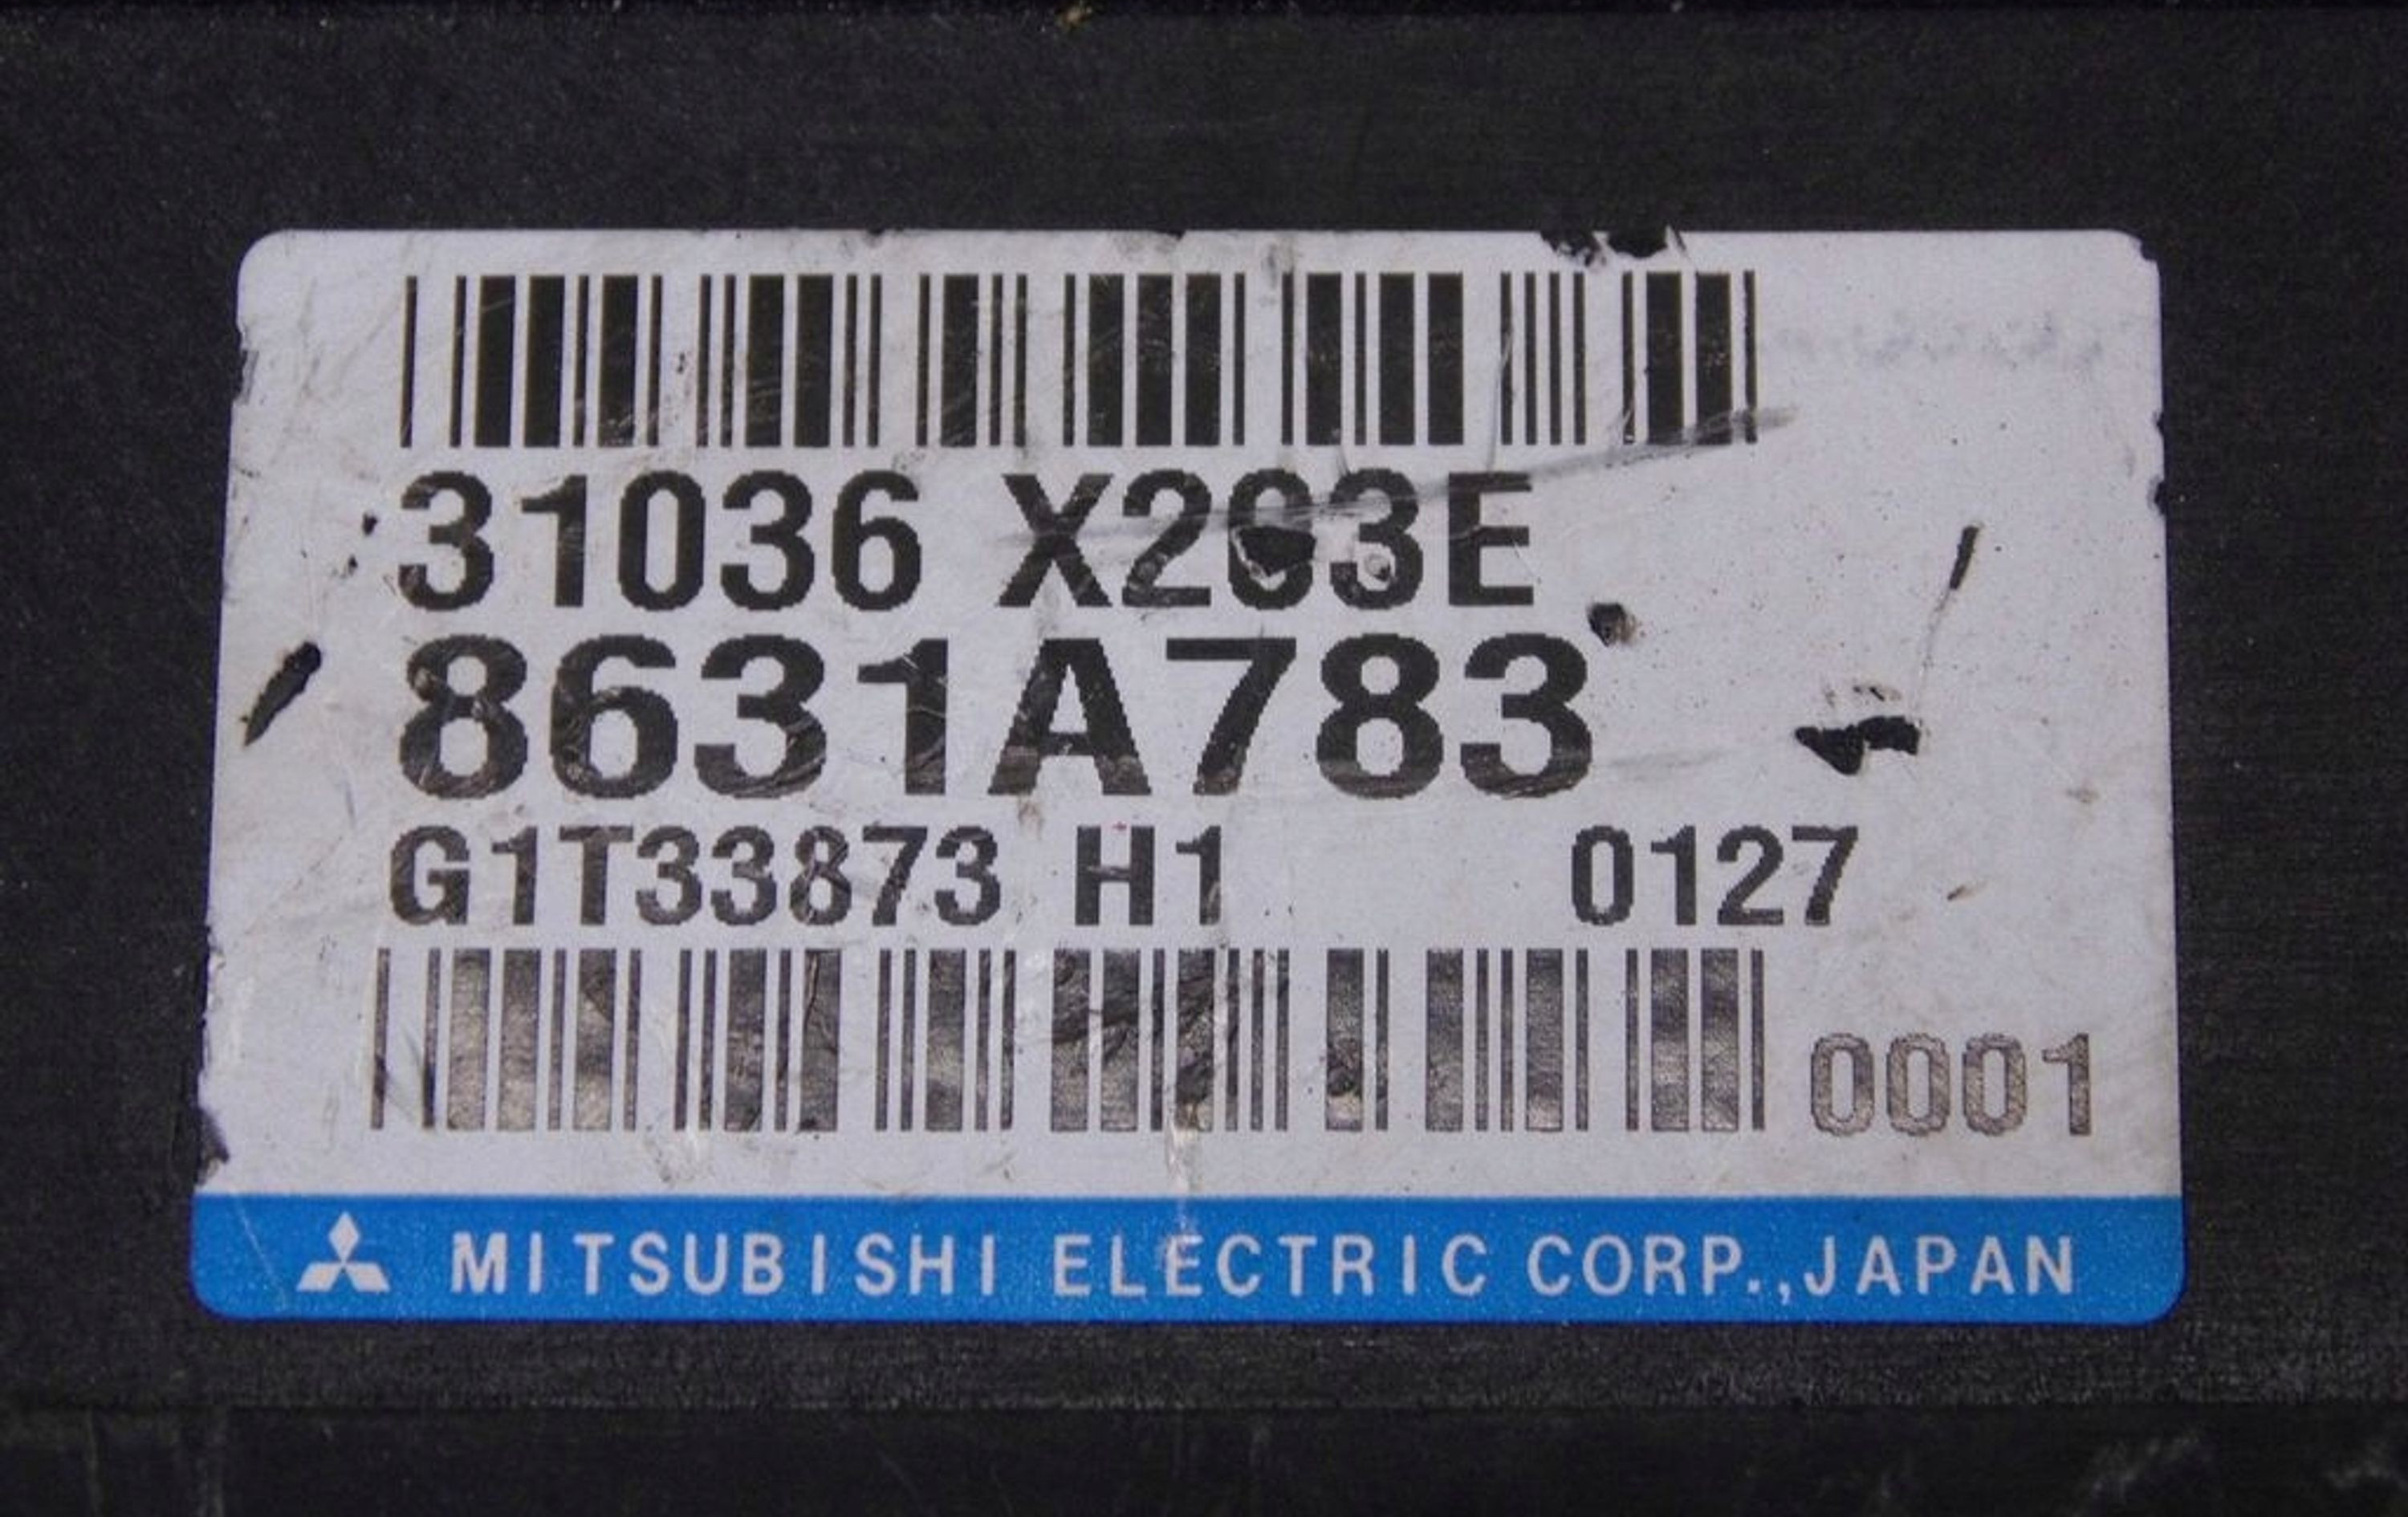 31036
8631A783
G1T33873 H1 0127
0001
MITSUBISHI ELECTRIC CORP.,JAPAN